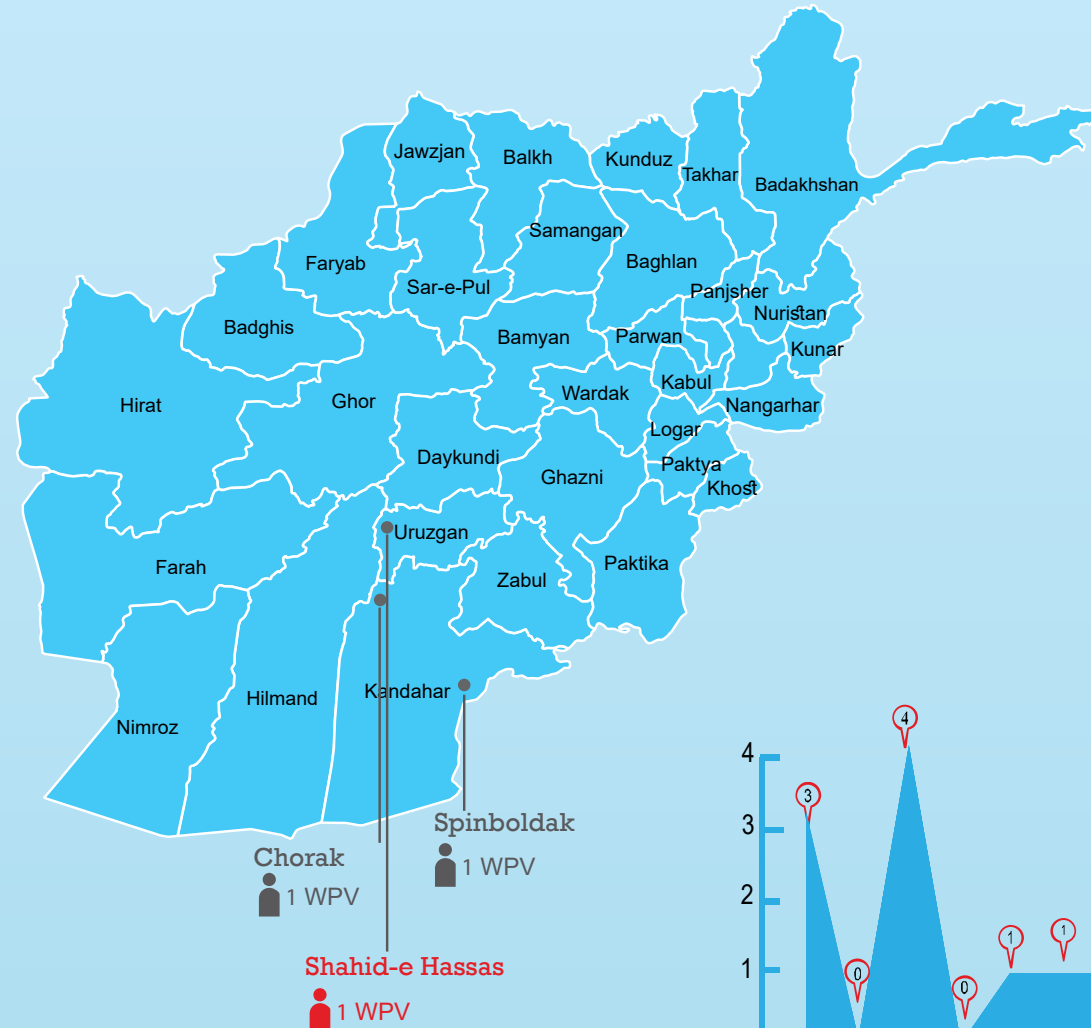 Jawzjan
Balkh
Kunduz
Takhar
Badakhshan
Samangan
Faryab
Baghlan
Sar-e-Pul
Panjsher
Nuristan
Badghis
Bamyan
Parwan
Kunar
Hirat
Ghor
Wardak
Kabul
Nangarhar
Logar
Daykundi
Ghazni
Paktya
Khost
Uruzgan
Farah
Zabul
Paktika
Hilmand
Kandahar
Nimroz
Spinboldak
1 WPV
Chorak
1 WPV
Shahid-e Hassas
1 WPV
4
3
2
1
3
0
4
0
1
1